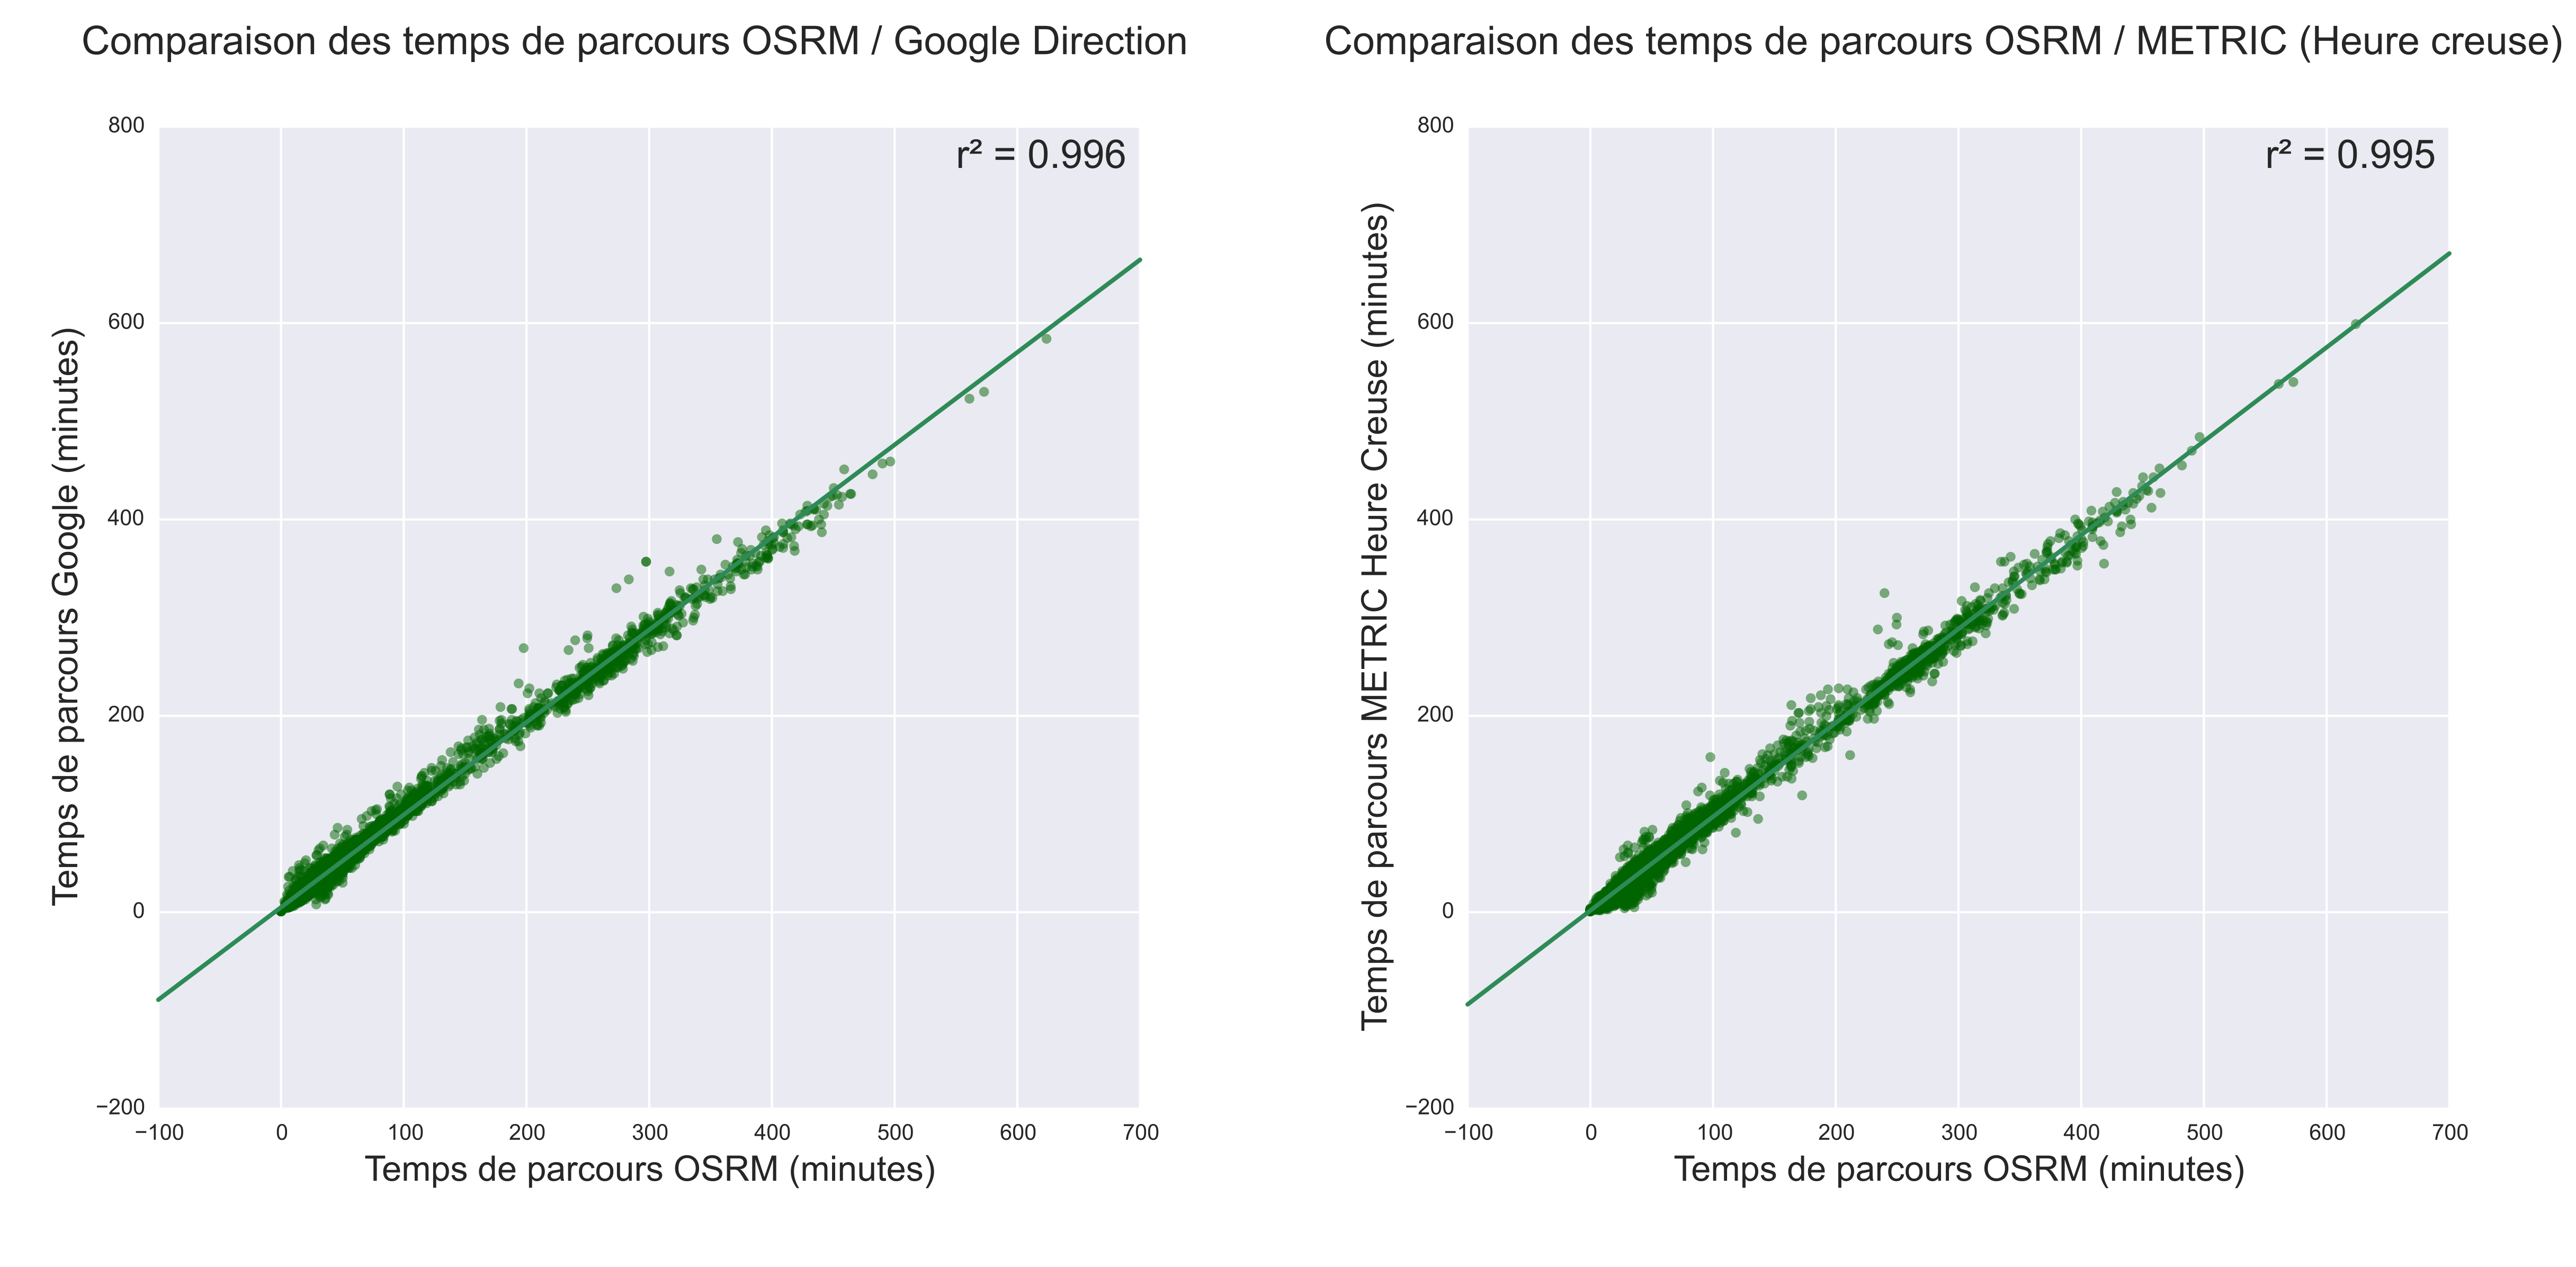 Comparaison des temps de parcours OSRM / Google Direction
800
r² = 0.996
600
400
200
0
−200
Temps de parcours Google (minutes)
−100 0 100 200 300 400 500 600 700
Temps de parcours OSRM (minutes)
Comparaison des temps de parcours OSRM / METRIC (Heure creuse)
800
r² = 0.995
600
400
200
0
−200
Temps de parcours METRIC Heure Creuse (minutes)
−100 0 100 200 300 400 500 600 700
Temps de parcours OSRM (minutes)